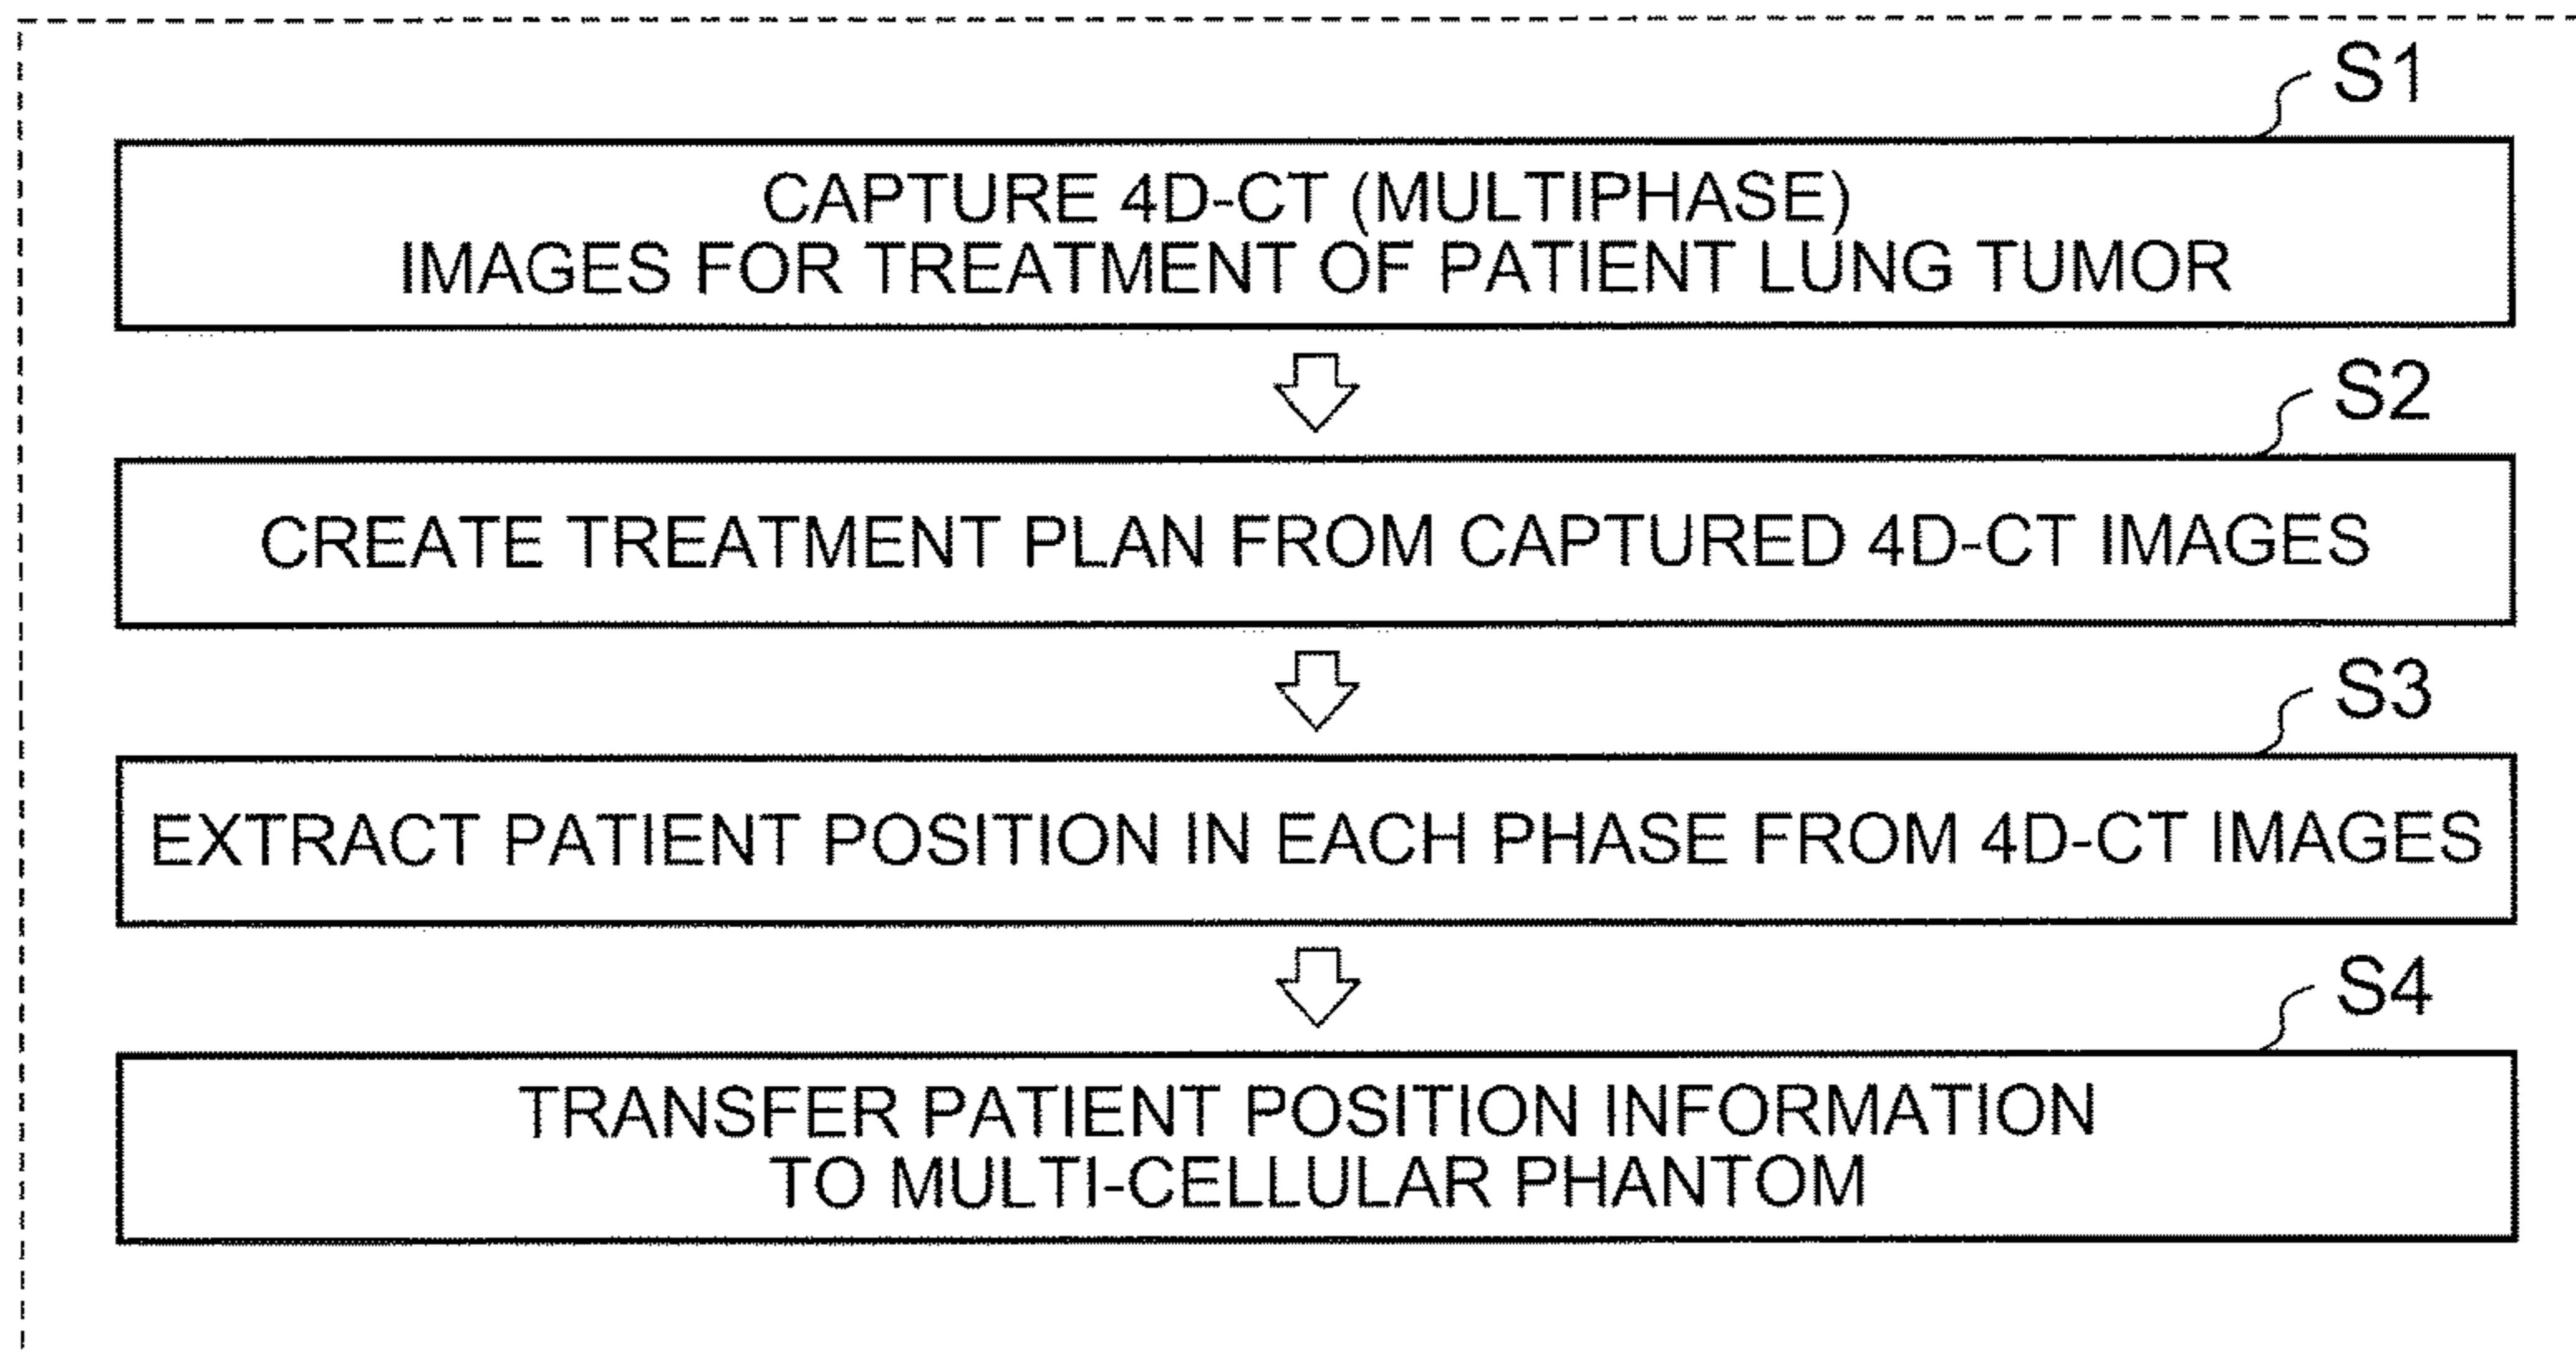 S1
CAPTURE 4D-CT (MULTIPHASE)
IMAGES FOR TREATMENT OF PATIENT LUNG TUMOR
S2
CREATE TREATMENT PLAN FROM CAPTURED 4D-CT IMAGES
S3
EXTRACT PATIENT POSITION IN EACH PHASE FROM 4D-CT IMAGES
S4
TRANSFER PATIENT POSITION INFORMATION
TO MULTI-CELLULAR PHANTOM